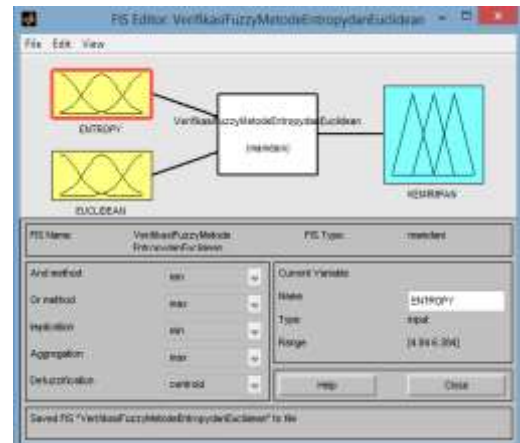 FIS Editor: VerifikasiFuzzyMetodeEntropydanEuclidean
File Edit View
ENTROPY
VerifikasiFuzzyMetodeEntropydanEuclidean
(mamdani)
EUCLIDEAN
KEMIRIPAN
FIS Name:
VerifikasiFuzzyMetode
EntropydanEuclidean
FIS Type:
mamdani
And method
min
Or method
max
Implication
min
Aggregation
max
Defuzzification
centroid
Current Variable
Name
ENTROPY
Type
input
Range
Help
Close
Saved FIS "VerifikasiFuzzyMetodeEntropydanEuclidean" to file